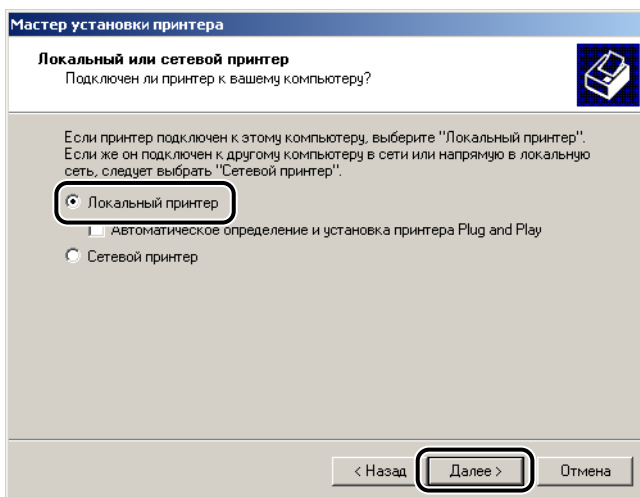 Мастер установки принтера
Локальный или сетевой принтер
Подключен ли принтер к вашему компьютеру?
Если принтер подключен к этому компьютеру, выберите "Локальный принтер".
Если же он подключен к другому компьютеру в сети или напрямую в локальную
сеть, следует выбрать "Сетевой принтер".
Локальный принтер
Автоматическое определение и установка принтера Plug and Play
Сетевой принтер
< Назад Далее > Отмена